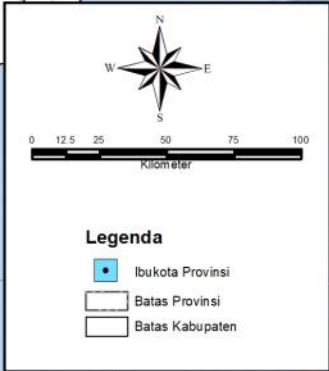 N
W E
S
0 12.5 25 50 75 100
Kilometer
Legenda
Ibukota Provinsi
Batas Provinsi
Batas Kabupaten